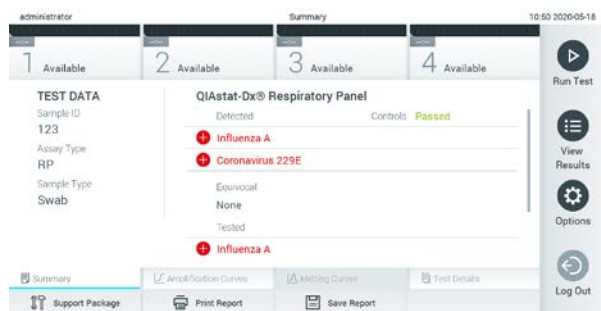 administrator Summary 10:50 2020-05-18
1 Available 2 Available 3 Available 4 Available
Run Test
TEST DATA
Sample ID
123
Assay Type
RP
Sample Type
Swab
QIAstat-Dx® Respiratory Panel
Detected Controls Passed
Influenza A
Coronavirus 229E
Equivocal
None
Tested
Influenza A
View
Results
Options
Log Out
Summary Amplification Curves Melting Curves Test Details
Support Package Print Report Save Report